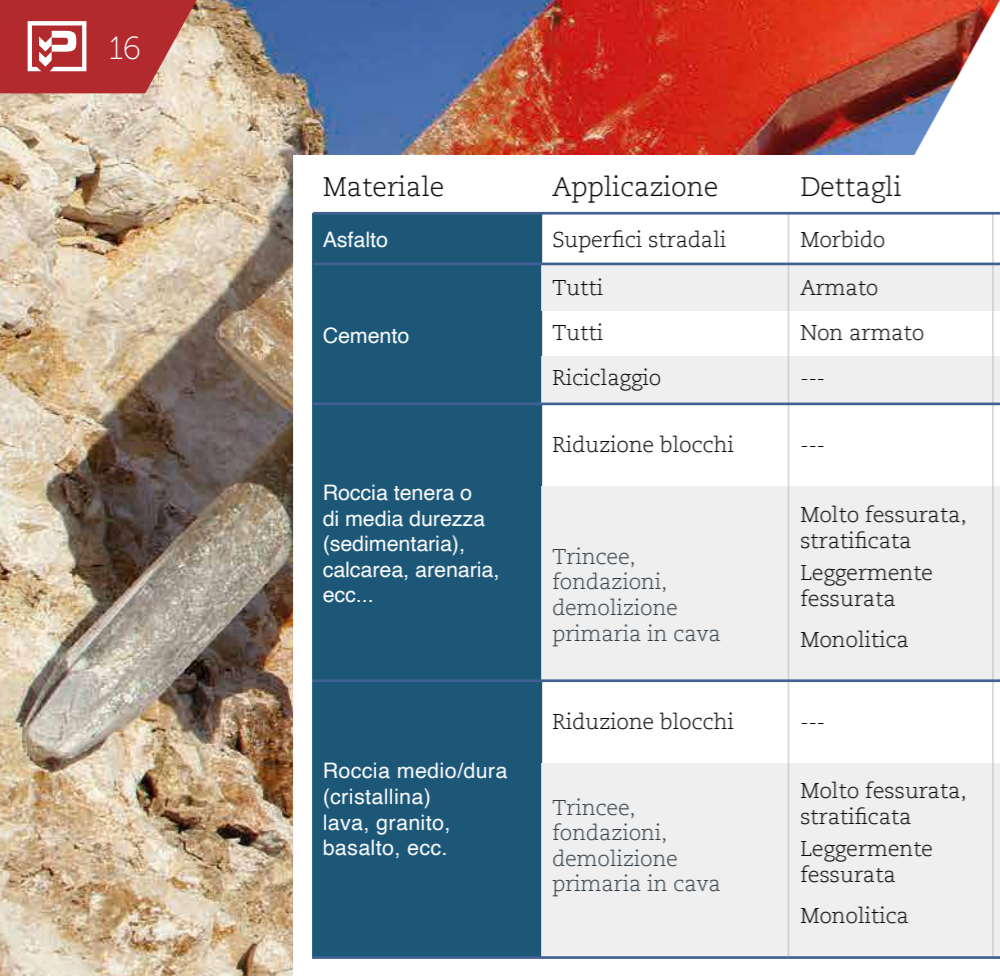 16
Materiale Applicazione Dettagli
Asfalto Superfici stradali Morbido
Cemento
Tutti Armato
Tutti Non armato
Riciclaggio ---
Roccia tenera o
di media durezza
(sedimentaria),
calcarea, arenaria,
ecc...
Riduzione blocchi ---
Trincee,
fondazioni,
demolizione
primaria in cava
Molto fessurata,
stratificata
Leggermente
fessurata
Monolitica
Roccia medio/dura
(cristallina)
lava, granito,
basalto, ecc.
Riduzione blocchi ---
Trincee,
fondazioni,
demolizione
primaria in cava
Molto fessurata,
stratificata
Leggermente
fessurata
Monolitica